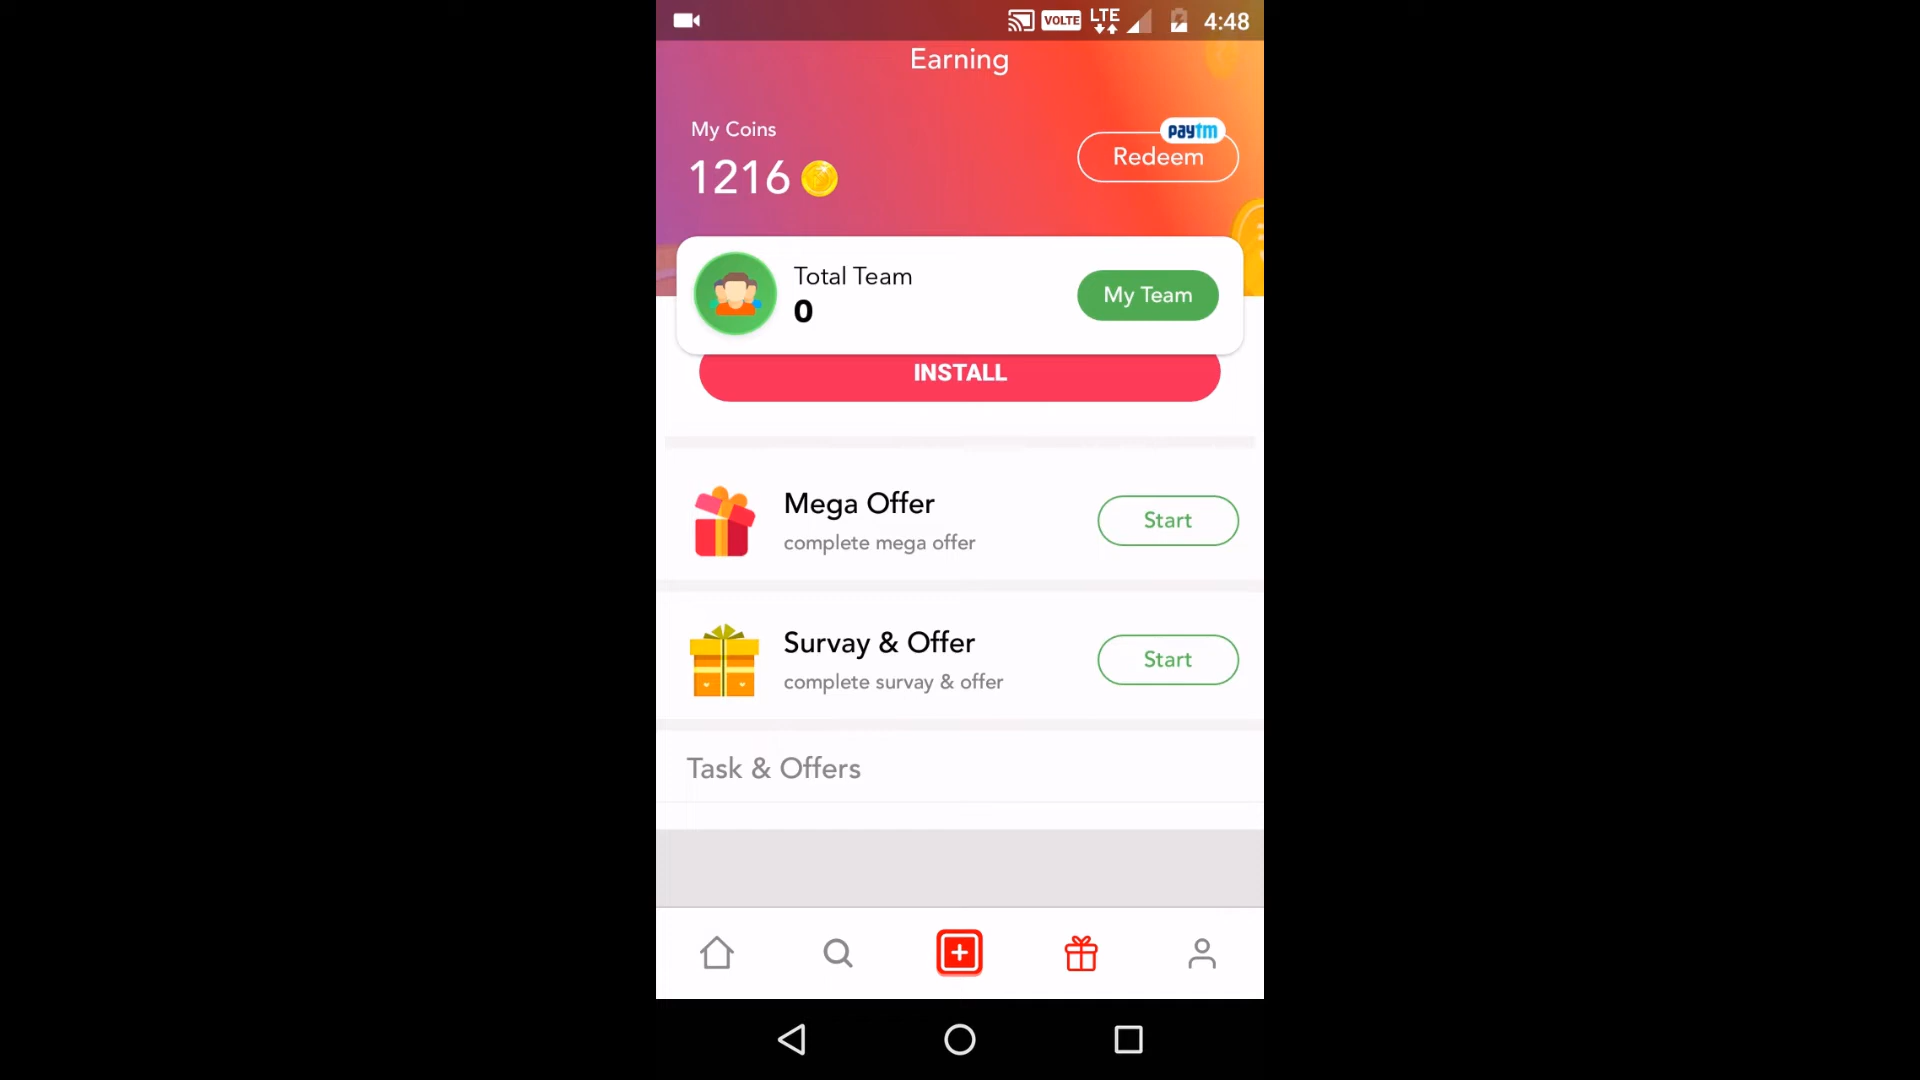 VOLTE LTE 4:48
Earning
My Coins
paytm
1216
Redeem
Total Team
0
My Team
INSTALL
Mega Offer
complete mega offer
Start
Survay & Offer
complete survay & offer
Start
Task & Offers